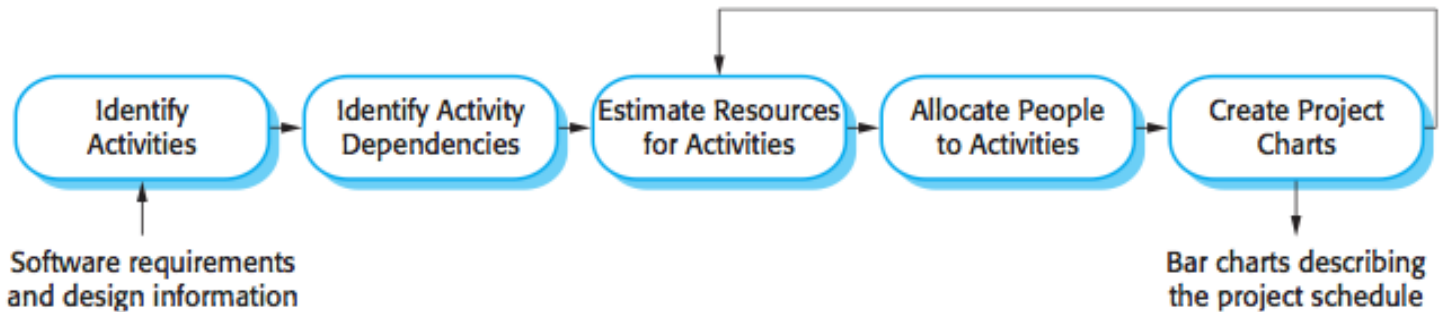 Identify
Activities
Identify Activity
Dependencies
Estimate Resources
for Activities
Allocate People
to Activities
Create Project
Charts
Software requirements
and design information
Bar charts describing
the project schedule